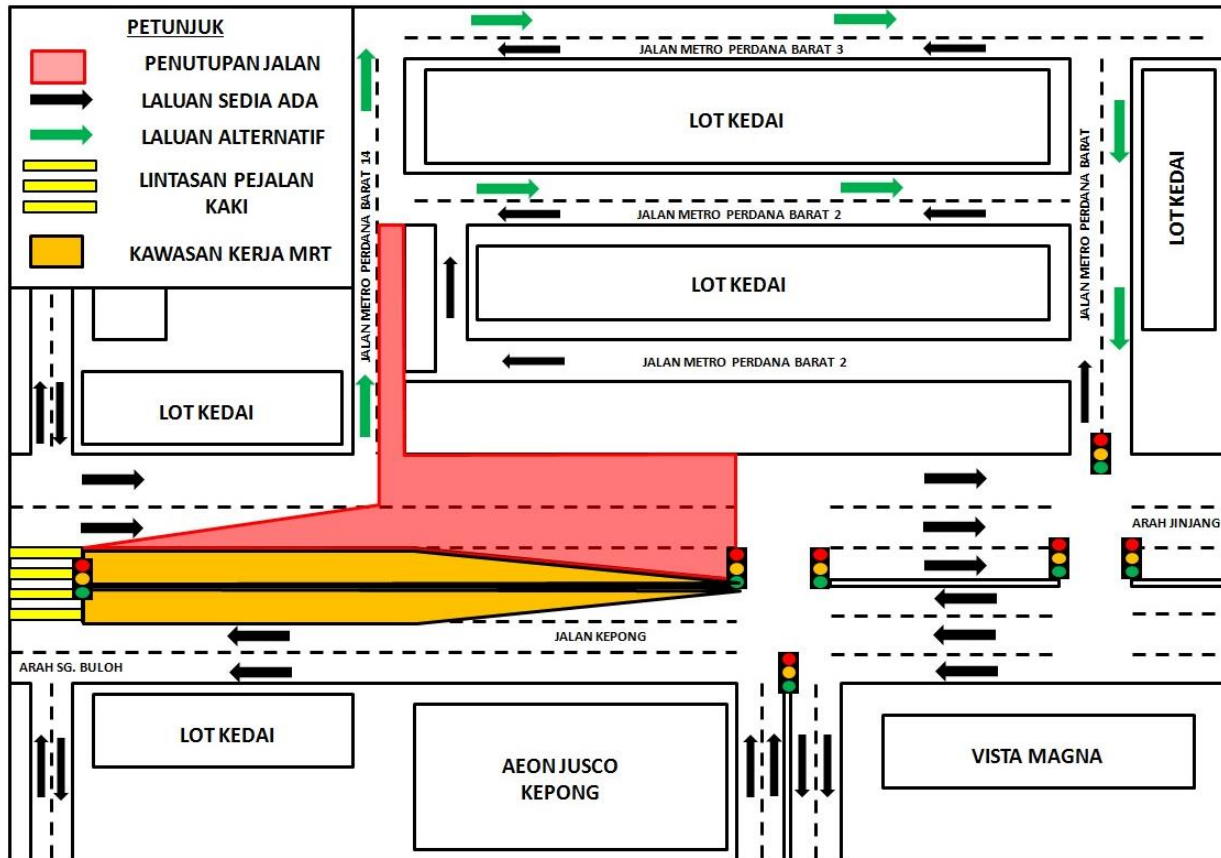 PETUNJUK
PENUTUPAN JALAN
LALUAN SEDIA ADA
LALUAN ALTERNATIF
LINTASAN PEJALAN
KAKI
KAWASAN KERJA MRT
JALAN METRO PERDANA BARAT 3
LOT KEDAI
JALAN METRO PERDANA BARAT 14
JALAN METRO PERDANA BARAT
LOT KEDAI
JALAN METRO PERDANA BARAT 2
LOT KEDAI
JALAN METRO PERDANA BARAT 2
LOT KEDAI
ARAH JINJANG
JALAN KEPONG
ARAH SG. BULOH
LOT KEDAI
AEON JUSCO
KEPONG
VISTA MAGNA